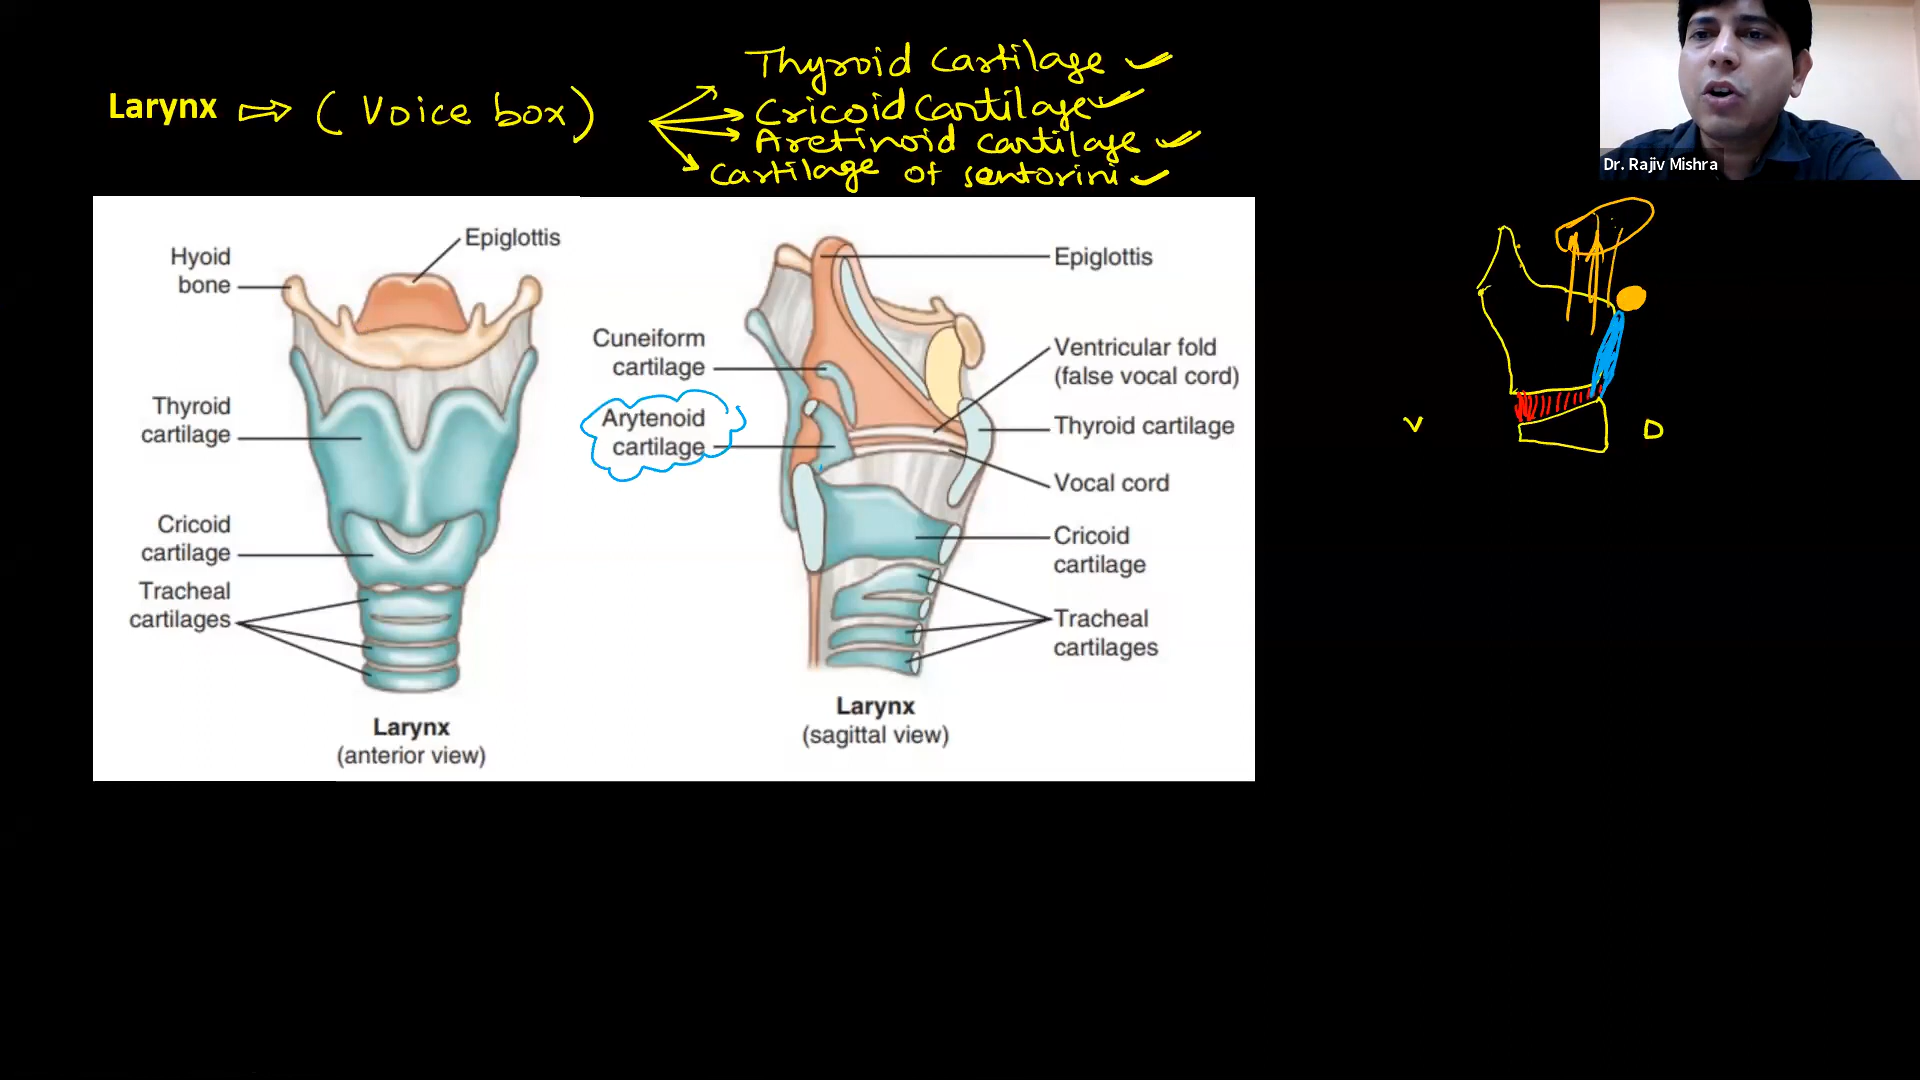 Thyroid Cartilage
Larynx ⇒ (Voice box)
Cricoid Cartilage
Aretinoid Cartilage
Cartilage of santorini
Dr. Rajiv Mishra
Epiglottis
Hyoid
bone
Thyroid
cartilage
Cricoid
cartilage
Tracheal
cartilages
Larynx
(anterior view)
Epiglottis
Cuneiform
cartilage
Arytenoid
cartilage
Ventricular fold
(false vocal cord)
Thyroid cartilage
Vocal cord
Cricoid
cartilage
Tracheal
cartilages
Larynx
(sagittal view)
V
D